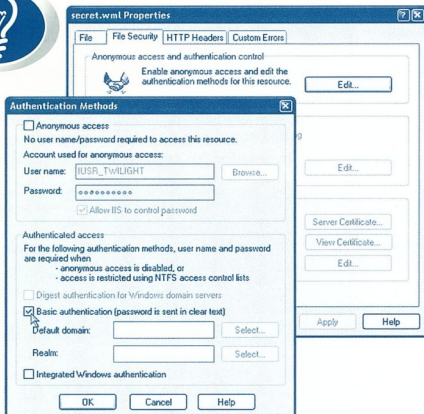 secret.wml Properties
File
File Security
HTTP Headers
Custom Errors
Anonymous access and authentication control
Enable anonymous access and edit the
authentication methods for this resource.
Edit...
Edit...
Server Certificate...
View Certificate...
Edit...
Apply
Help
Authentication Methods
Anonymous access
No user name/password required to access this resource.
Account used for anonymous access:
User name:
IUSR_TWILIGHT
Browse...
Password:
Allow IIS to control password
Authenticated access
For the following authentication methods, user name and password
are required when
- anonymous access is disabled, or
- access is restricted using NTFS access control lists
Digest authentication for Windows domain servers
Basic authentication (password is sent in clear text)
Default domain:
Select...
Realm:
Select...
Integrated Windows authentication
OK
Cancel
Help